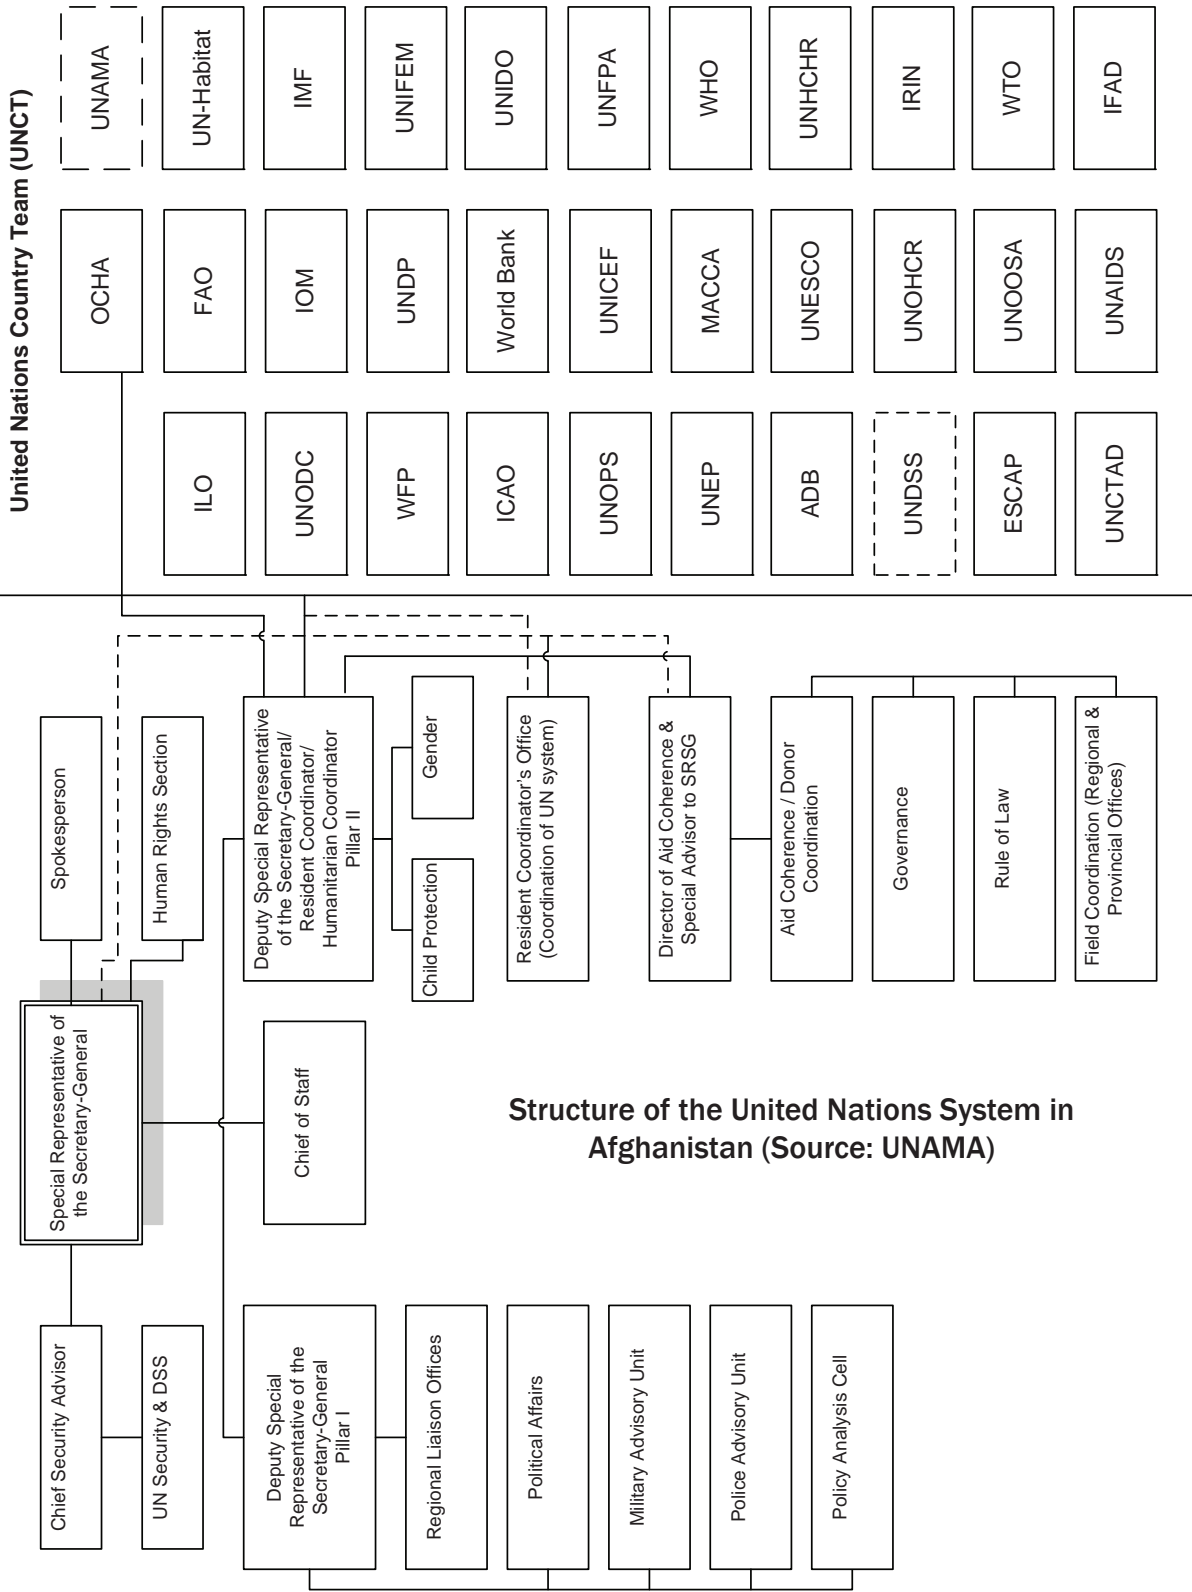 United Nations Country Team (UNCT)
UNAMA
UN-Habitat
IMF
UNIFEM
UNIDO
UNFPA
WHO
UNHCHR
IRIN
WTO
IFAD
OCHA
FAO
IOM
UNDP
World Bank
UNICEF
MACCA
UNESCO
UNOHCR
UNOOSA
UNAIDS
ILO
UNODC
WFP
ICAO
UNOPS
UNEP
ADB
UNDSS
ESCAP
UNCTAD
Spokesperson
Human Rights Section
Special Representative of
the Secretary-General
Chief Security Advisor
UN Security & DSS
Chief of Staff
Deputy Special Representative
of the Secretary-General/
Resident Coordinator/
Humanitarian Coordinator
Pillar II
Gender
Child Protection
Resident Coordinator's Office
(Coordination of UN system)
Director of Aid Coherence &
Special Advisor to SRSG
Aid Coherence / Donor
Coordination
Governance
Rule of Law
Field Coordination (Regional &
Provincial Offices)
Deputy Special
Representative of the
Secretary-General
Pillar I
Regional Liaison Offices
Political Affairs
Military Advisory Unit
Police Advisory Unit
Policy Analysis Cell
Structure of the United Nations System in
Afghanistan (Source: UNAMA)